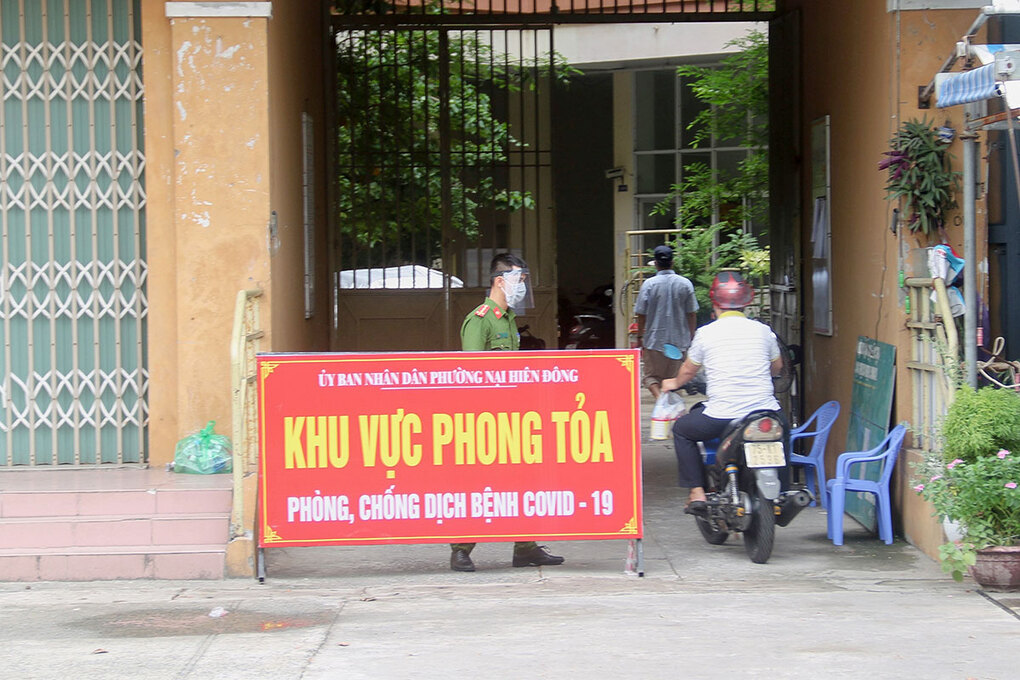 ỦY BAN NHÂN DÂN PHƯỜNG NẠI HIÊN ĐÔNG
KHU VỰC PHONG TỎA
PHÒNG, CHỐNG DỊCH BỆNH COVID - 19